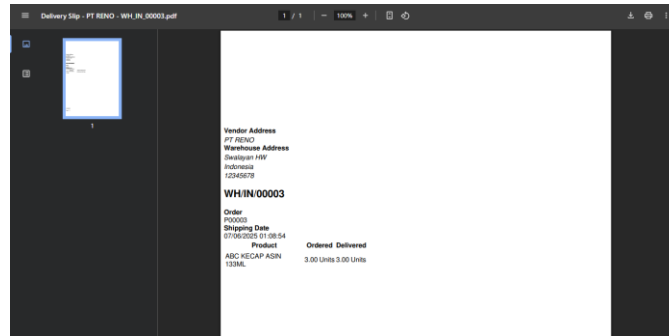 Delivery Slip - PT RENO - WH_IN_00003.pdf
1 / 1
100%
1
Vendor Address
PT RENO
Warehouse Address
Swalayan HW
Indonesia
12345678
WH/IN/00003
Order
P00003
Shipping Date
07/06/2025 01:08:54
Product Ordered Delivered
ABC KECAP ASIN 3.00 Units 3.00 Units
133ML